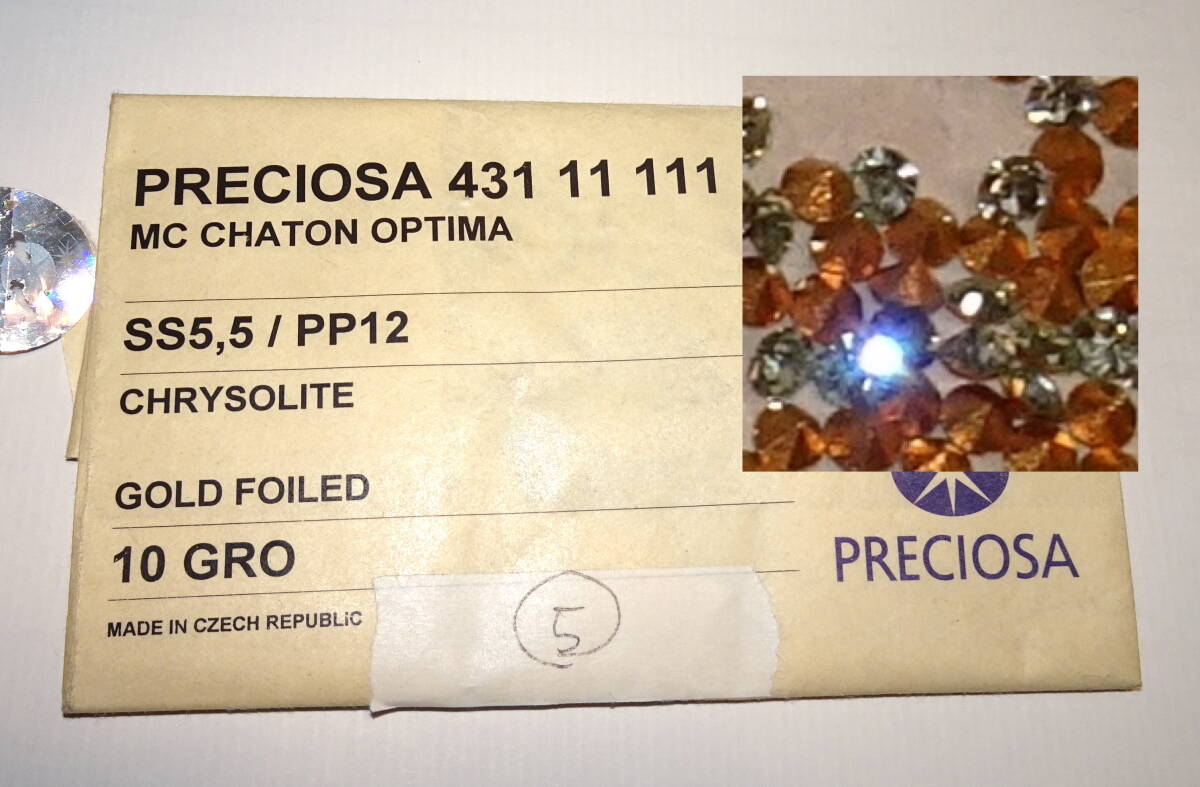 PRECIOSA 431 11 111
MC CHATON OPTIMA
SS5,5 / PP12
CHRYSOLITE
GOLD FOILED
10 GRO
MADE IN CZECH REPUBLIC
5
PRECIOSA